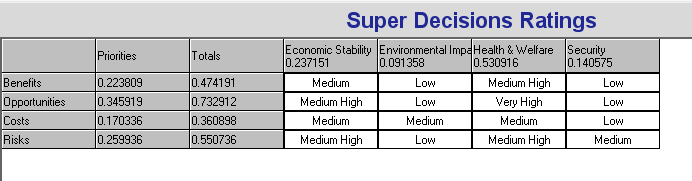 Super Decisions Ratings
Priorities Totals Economic Stability 0.237151 Environmental Impa 0.091358 Health & Welfare 0.530916 Security 0.140575
Benefits 0.223809 0.474191 Medium Low Medium High Low
Opportunities 0.345919 0.732912 Medium High Low Very High Low
Costs 0.170336 0.360898 Medium Medium Medium Low
Risks 0.259936 0.550736 Medium High Low Medium High Medium